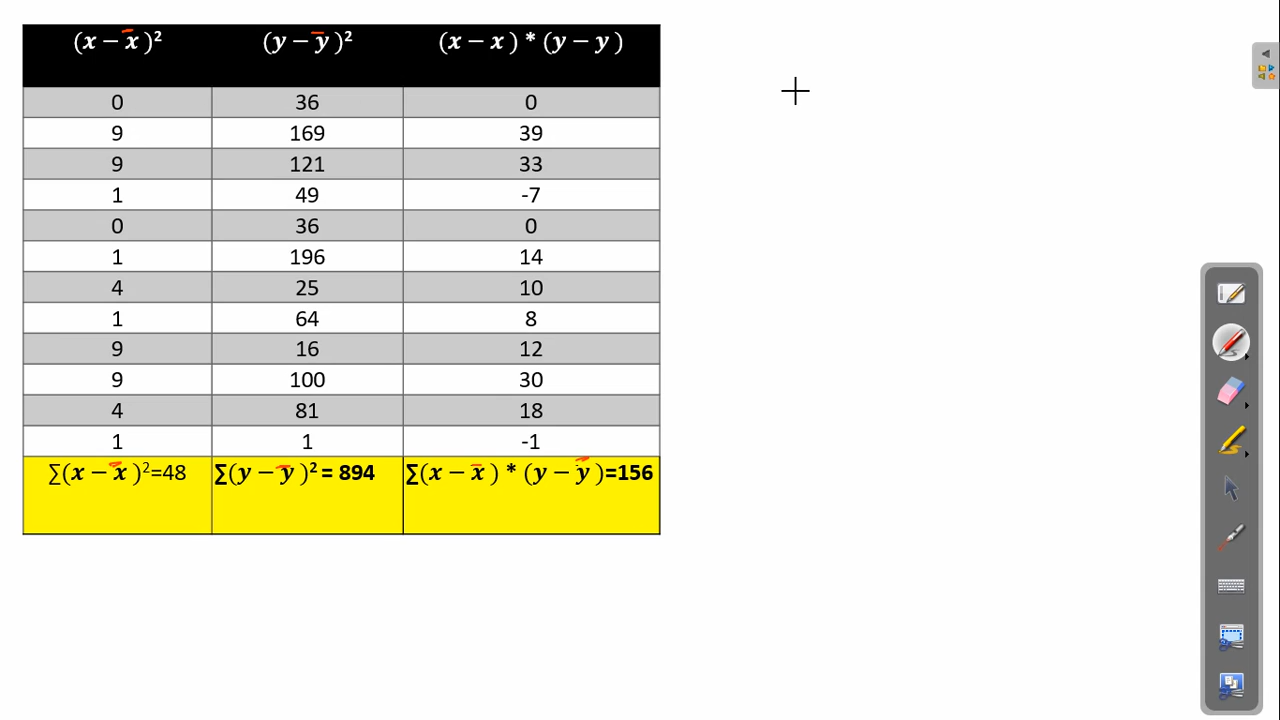 (x − x̄ )² (y − ȳ )² (x − x ) * (y − y )
0 36 0
9 169 39
9 121 33
1 49 -7
0 36 0
1 196 14
4 25 10
1 64 8
9 16 12
9 100 30
4 81 18
1 1 -1
∑(x − x̄ )²=48 ∑(y − ȳ )² = 894 ∑(x − x̄ ) * (y − ȳ )=156